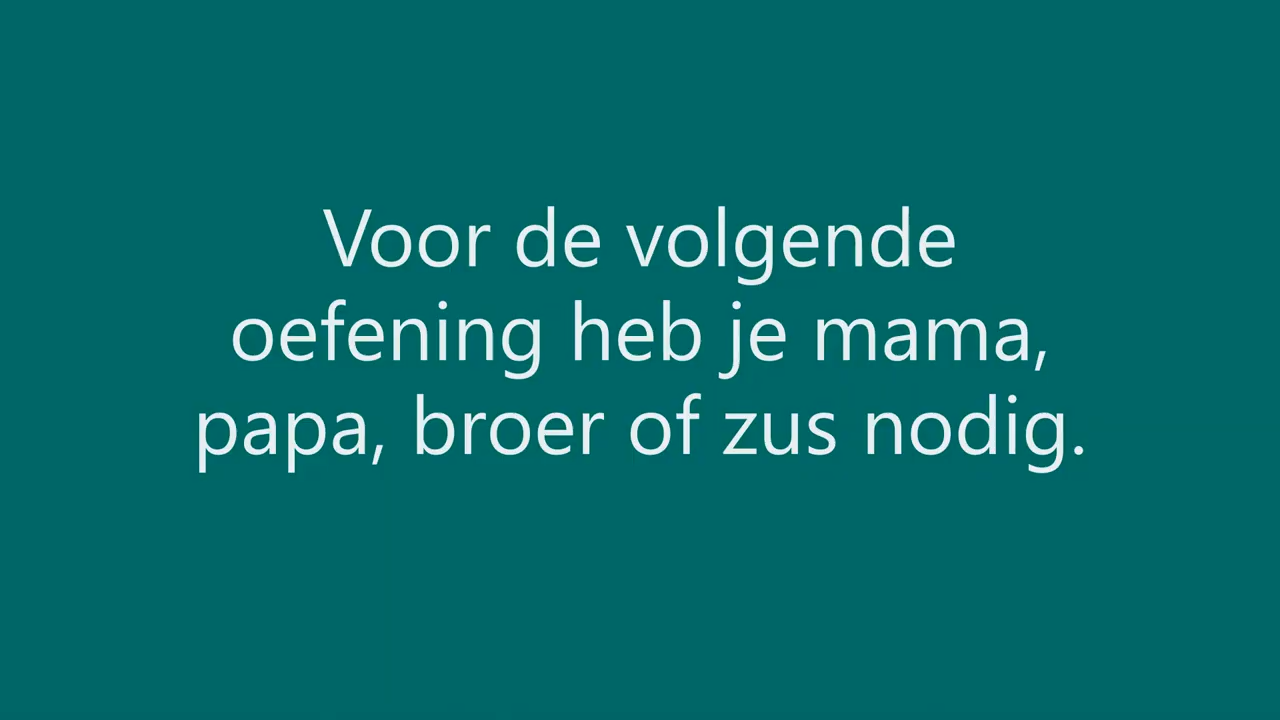 Voor de volgende
oefening heb je mama,
papa, broer of zus nodig.